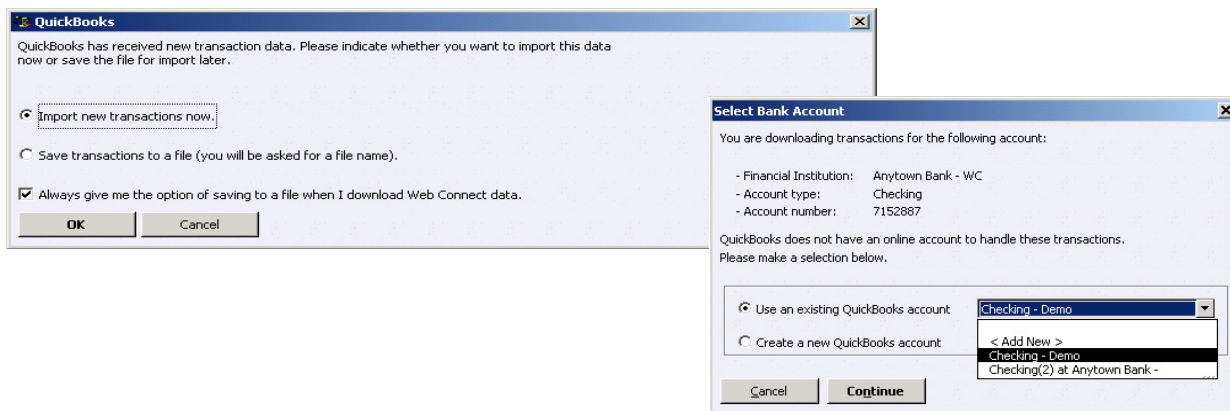 QuickBooks
QuickBooks has received new transaction data. Please indicate whether you want to import this data
now or save the file for import later.
Import new transactions now.
Save transactions to a file (you will be asked for a file name).
Always give me the option of saving to a file when I download Web Connect data.
OK Cancel
Select Bank Account
You are downloading transactions for the following account:
- Financial Institution: Anytown Bank - WC
- Account type: Checking
- Account number: 7152887
QuickBooks does not have an online account to handle these transactions.
Please make a selection below.
Use an existing QuickBooks account Checking - Demo
< Add New >
Create a new QuickBooks account Checking - Demo
Checking(2) at Anytown Bank -
Cancel Continue